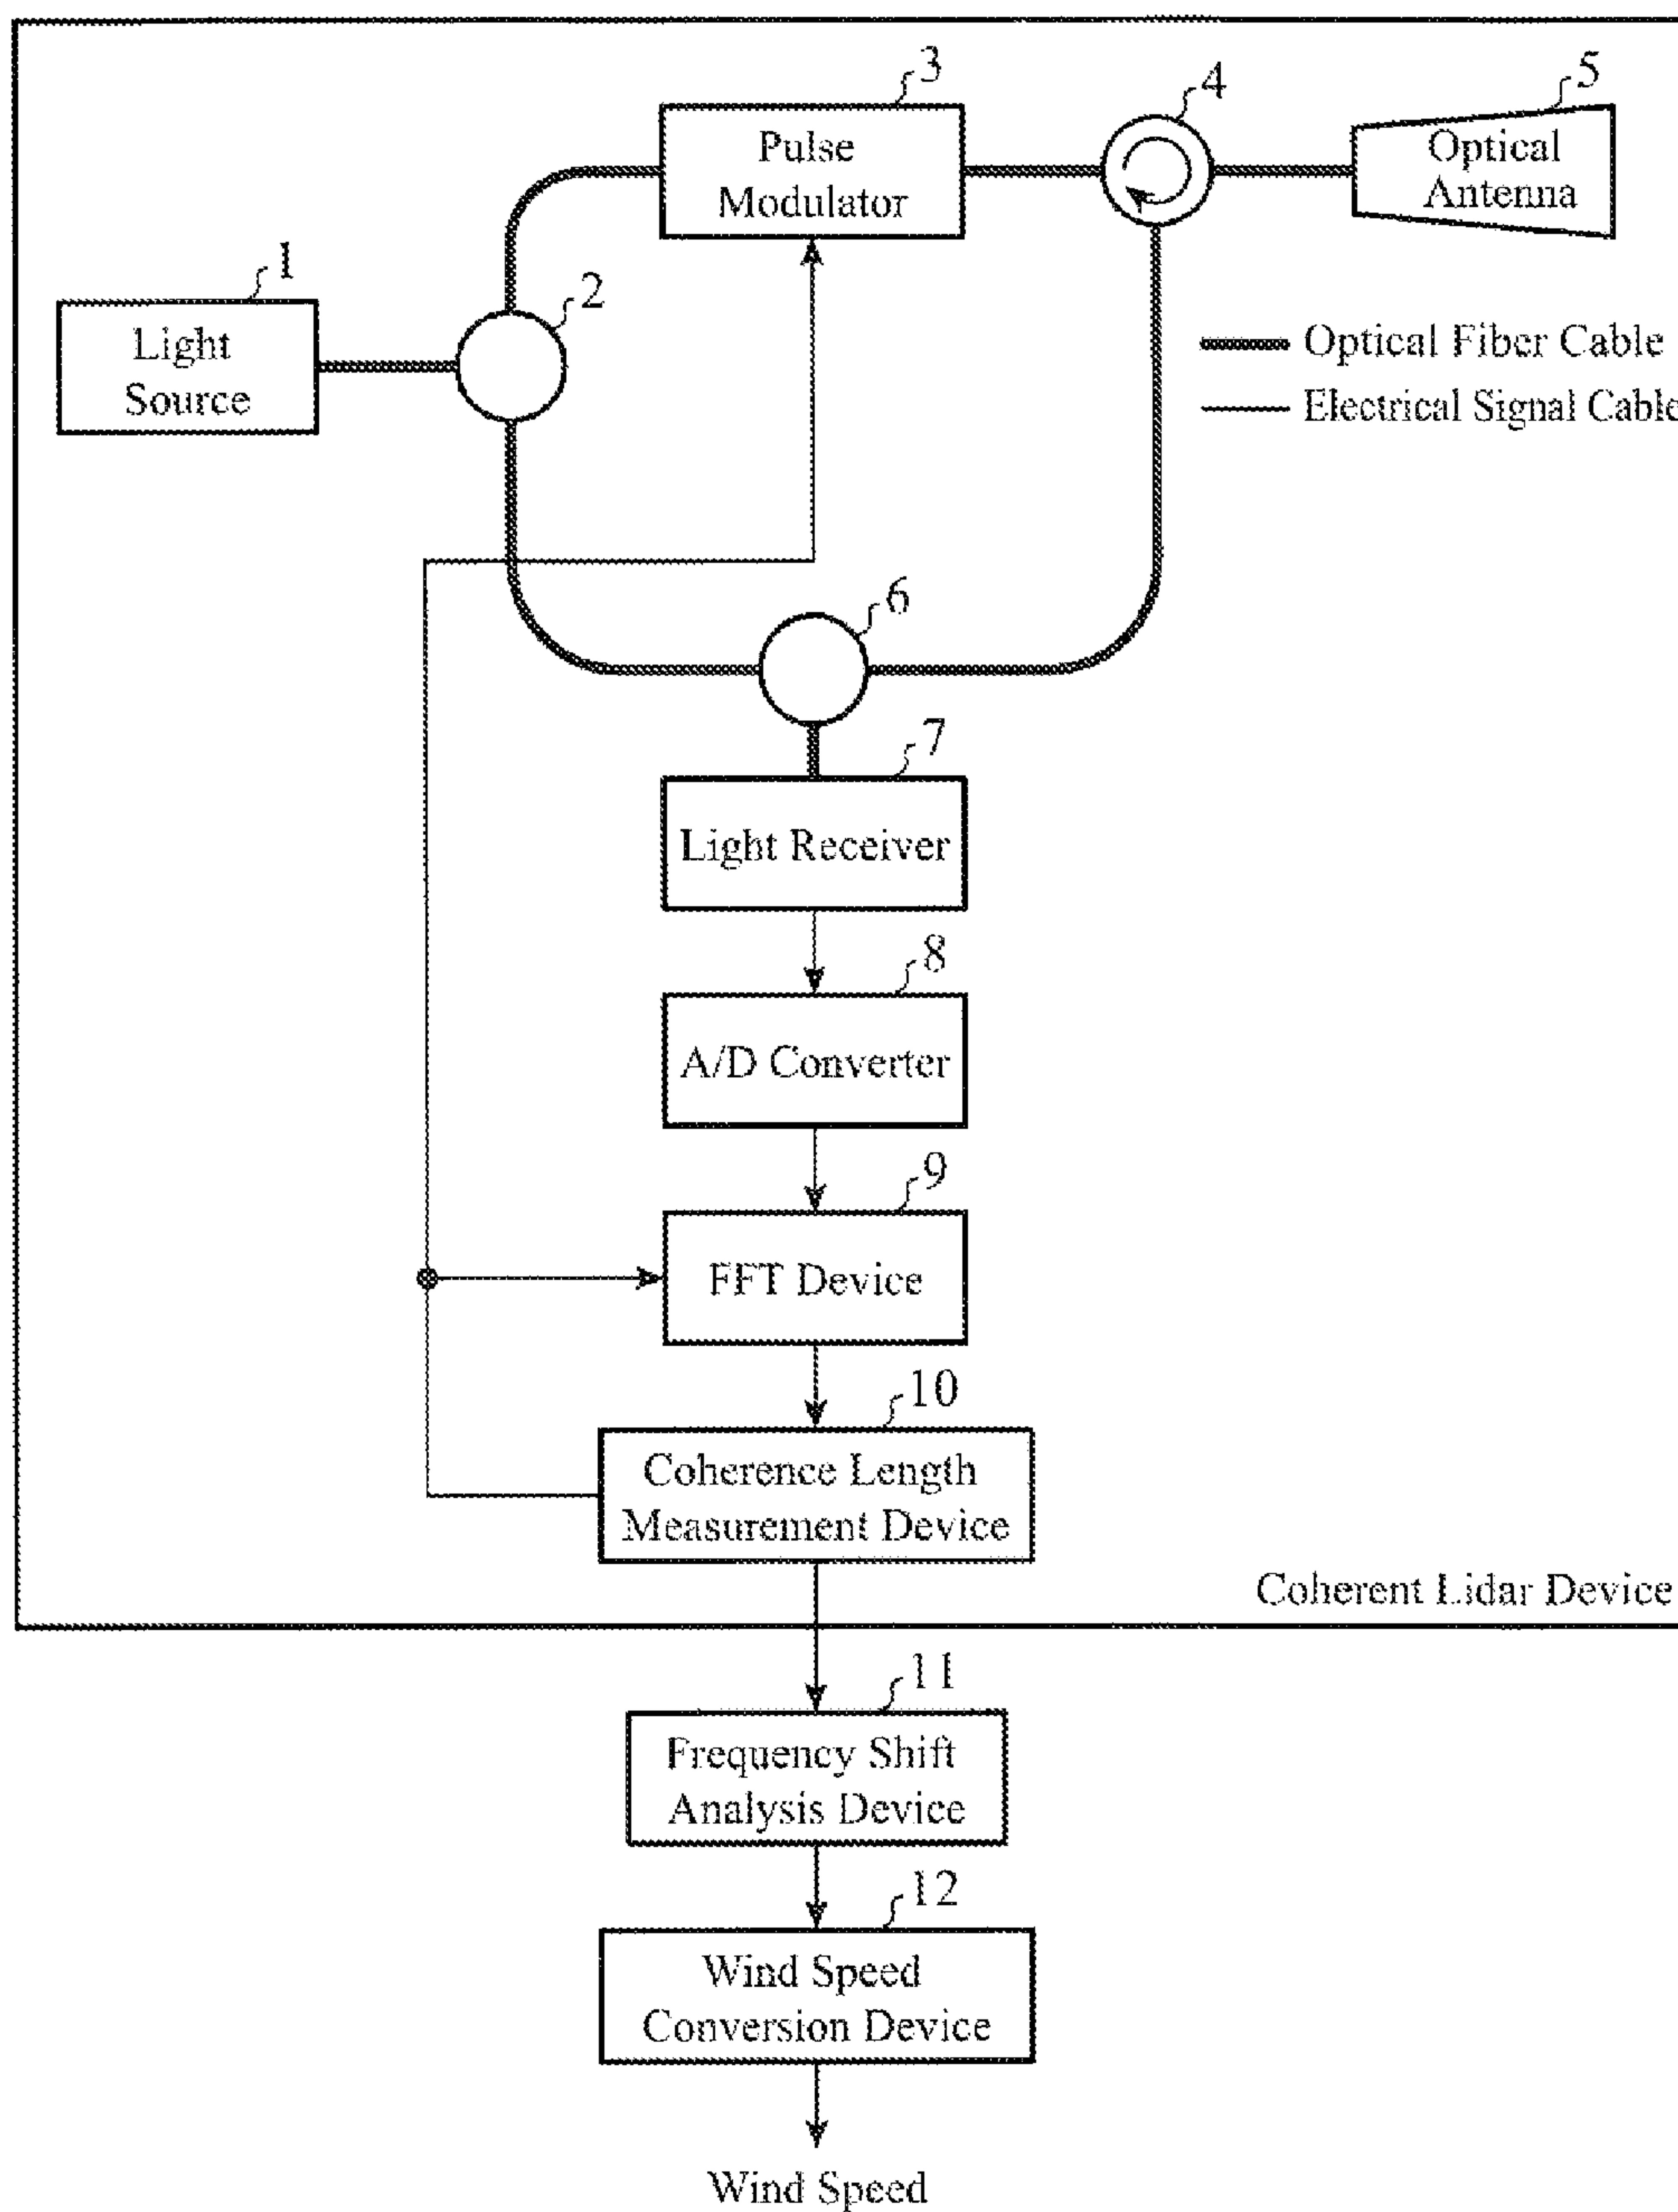 3
Pulse
Modulator
4
5
Optical
Antenna
1
Light
Source
2
Optical Fiber Cable
Electrical Signal Cable
6
7
Light Receiver
8
A/D Converter
9
FFT Device
10
Coherence Length
Measurement Device
Coherent Lidar Device
11
Frequency Shift
Analysis Device
12
Wind Speed
Conversion Device
Wind Speed